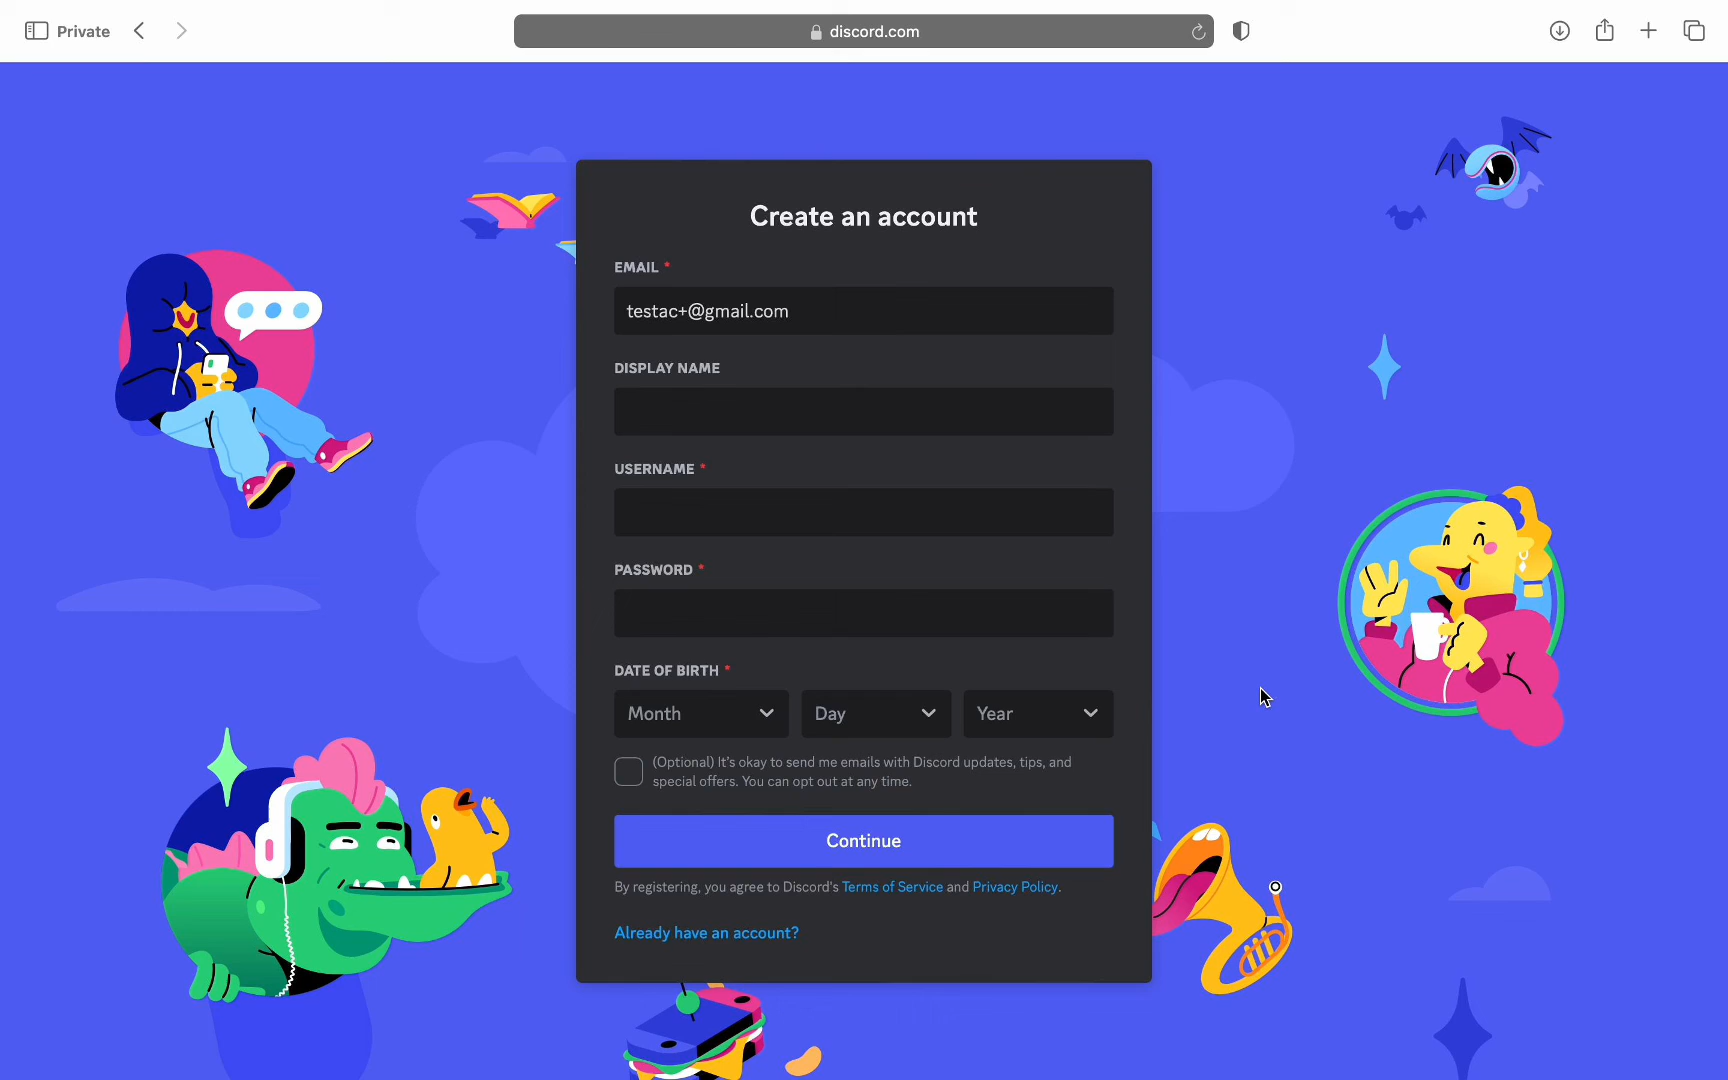 Private
discord.com
Create an account
EMAIL *
testac+@gmail.com
DISPLAY NAME
USERNAME *
PASSWORD *
DATE OF BIRTH *
Month Day Year
(Optional) It's okay to send me emails with Discord updates, tips, and
special offers. You can opt out at any time.
Continue
By registering, you agree to Discord's Terms of Service and Privacy Policy.
Already have an account?